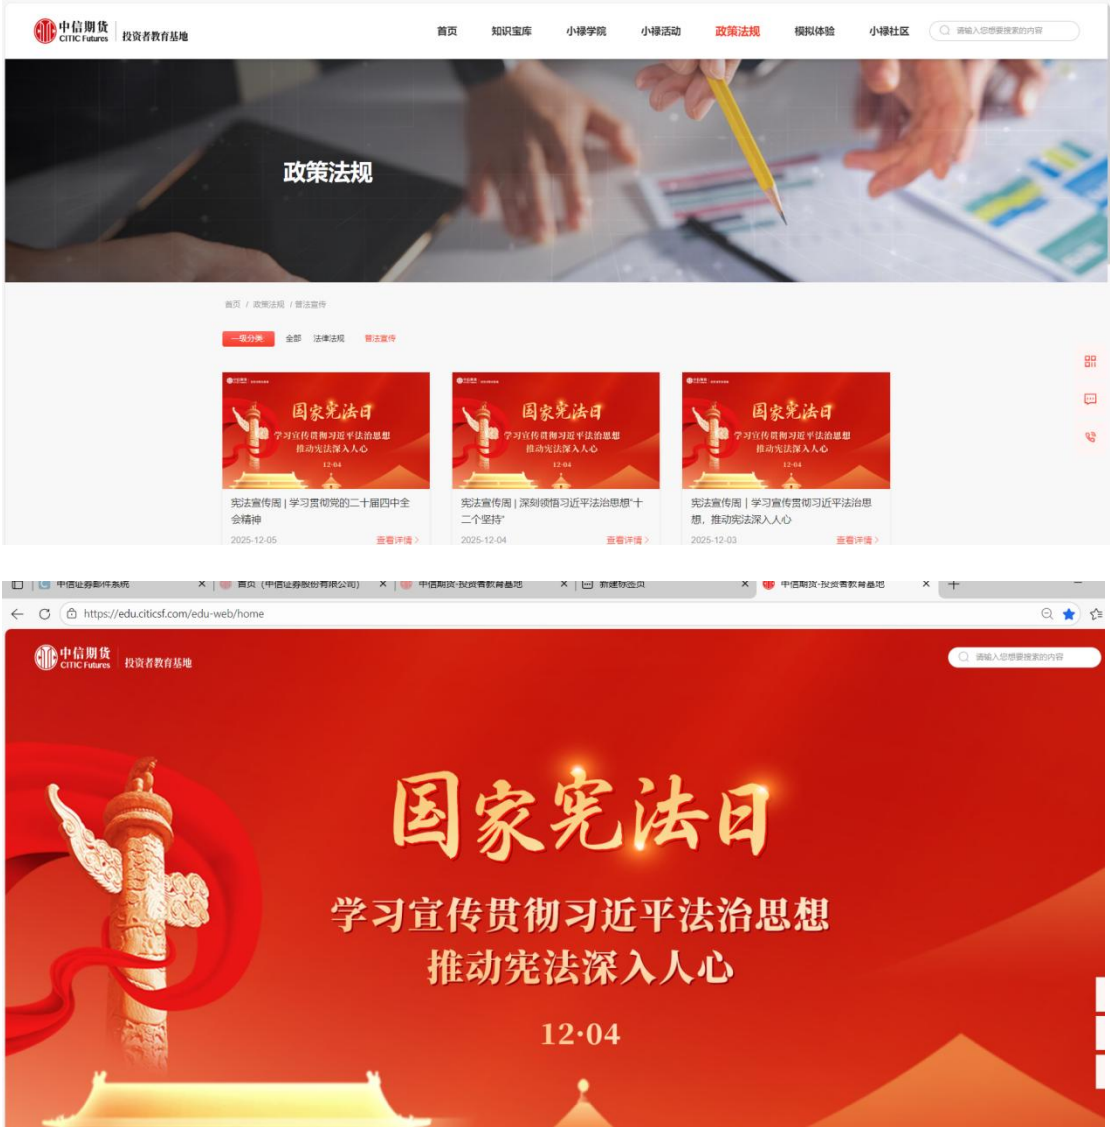 中信期货
CITIC Futures
投资者教育基地
首页 知识宝库 小禄学院 小禄活动 政策法规 模拟体验 小禄社区 请输入您想要搜索的内容
政策法规
首页 / 政策法规 / 普法宣传
一级分类 全部 法律法规 普法宣传
国家宪法日
学习宣传贯彻习近平法治思想
推动宪法深入人心
12·04
宪法宣传周 | 学习贯彻党的二十届四中全
会精神
2025-12-05 查看详情 >
国家宪法日
学习宣传贯彻习近平法治思想
推动宪法深入人心
12·04
宪法宣传周 | 深刻领悟习近平法治思想“十
二个坚持”
2025-12-04 查看详情 >
国家宪法日
学习宣传贯彻习近平法治思想
推动宪法深入人心
12·04
宪法宣传周 | 学习宣传贯彻习近平法治思
想，推动宪法深入人心
2025-12-03 查看详情 >
中信证券邮件系统 首页（中信证券股份有限公司） 中信期货-投资者教育基地 新建标签页 中信期货-投资者教育基地
https://edu.citicsf.com/edu-web/home
中信期货
CITIC Futures
投资者教育基地
请输入您想要搜索的内容
国家宪法日
学习宣传贯彻习近平法治思想
推动宪法深入人心
12·04